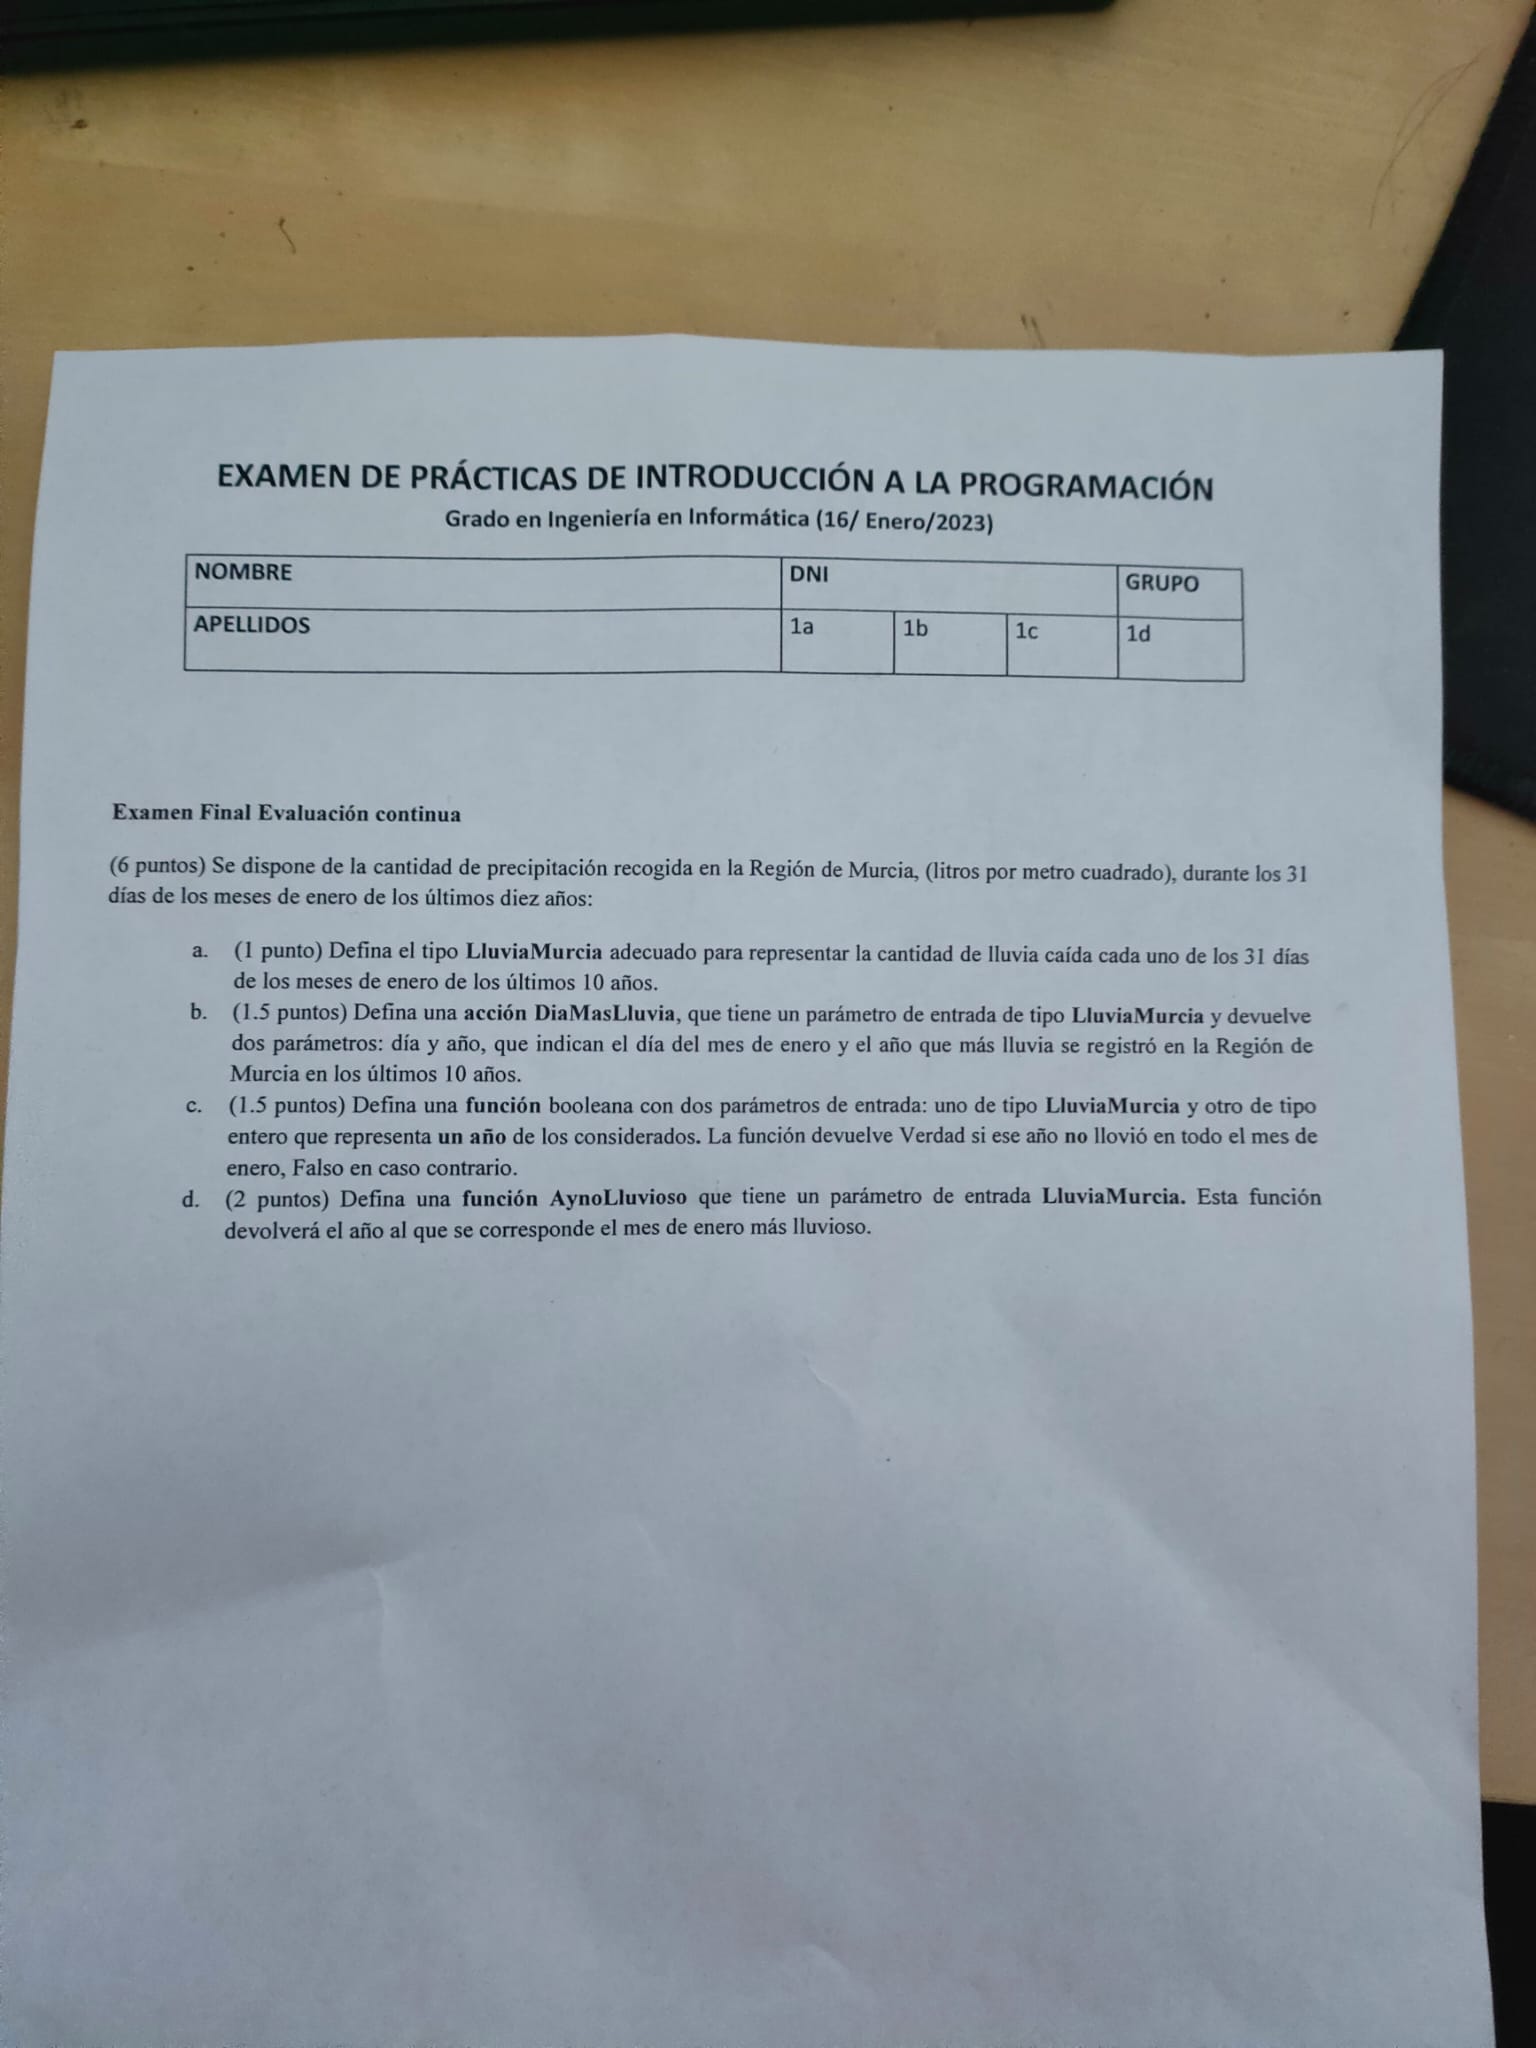 EXAMEN DE PRÁCTICAS DE INTRODUCCIÓN A LA PROGRAMACIÓN
Grado en Ingeniería en Informática (16/ Enero/2023)
NOMBRE DNI GRUPO
APELLIDOS 1a 1b 1c 1d
Examen Final Evaluación continua
(6 puntos) Se dispone de la cantidad de precipitación recogida en la Región de Murcia, (litros por metro cuadrado), durante los 31
días de los meses de enero de los últimos diez años:
a. (1 punto) Defina el tipo LluviaMurcia adecuado para representar la cantidad de lluvia caída cada uno de los 31 días
de los meses de enero de los últimos 10 años.
b. (1.5 puntos) Defina una acción DiaMasLluvia, que tiene un parámetro de entrada de tipo LluviaMurcia y devuelve
dos parámetros: día y año, que indican el día del mes de enero y el año que más lluvia se registró en la Región de
Murcia en los últimos 10 años.
c. (1.5 puntos) Defina una función booleana con dos parámetros de entrada: uno de tipo LluviaMurcia y otro de tipo
entero que representa un año de los considerados. La función devuelve Verdad si ese año no llovió en todo el mes de
enero, Falso en caso contrario.
d. (2 puntos) Defina una función AynoLluvioso que tiene un parámetro de entrada LluviaMurcia. Esta función
devolverá el año al que se corresponde el mes de enero más lluvioso.